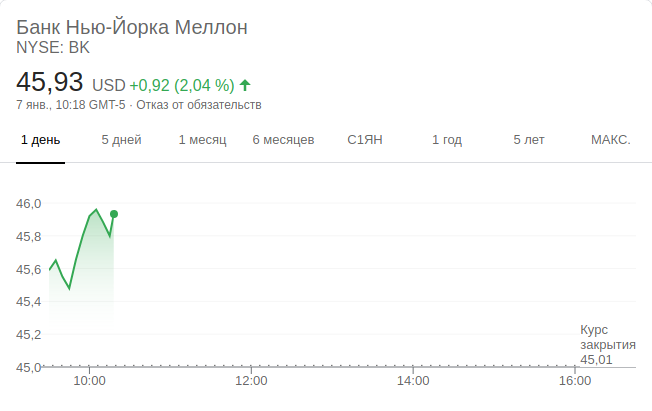 Банк Нью-Йорка Меллон
NYSE: BK
45,93 USD +0,92 (2,04 %)
7 янв., 10:18 GMT-5 · Отказ от обязательств
1 день 5 дней 1 месяц 6 месяцев С1ЯН 1 год 5 лет МАКС.
46,0
45,8
45,6
45,4
45,2
Курс
закрытия
45,01
45,0
10:00 12:00 14:00 16:00